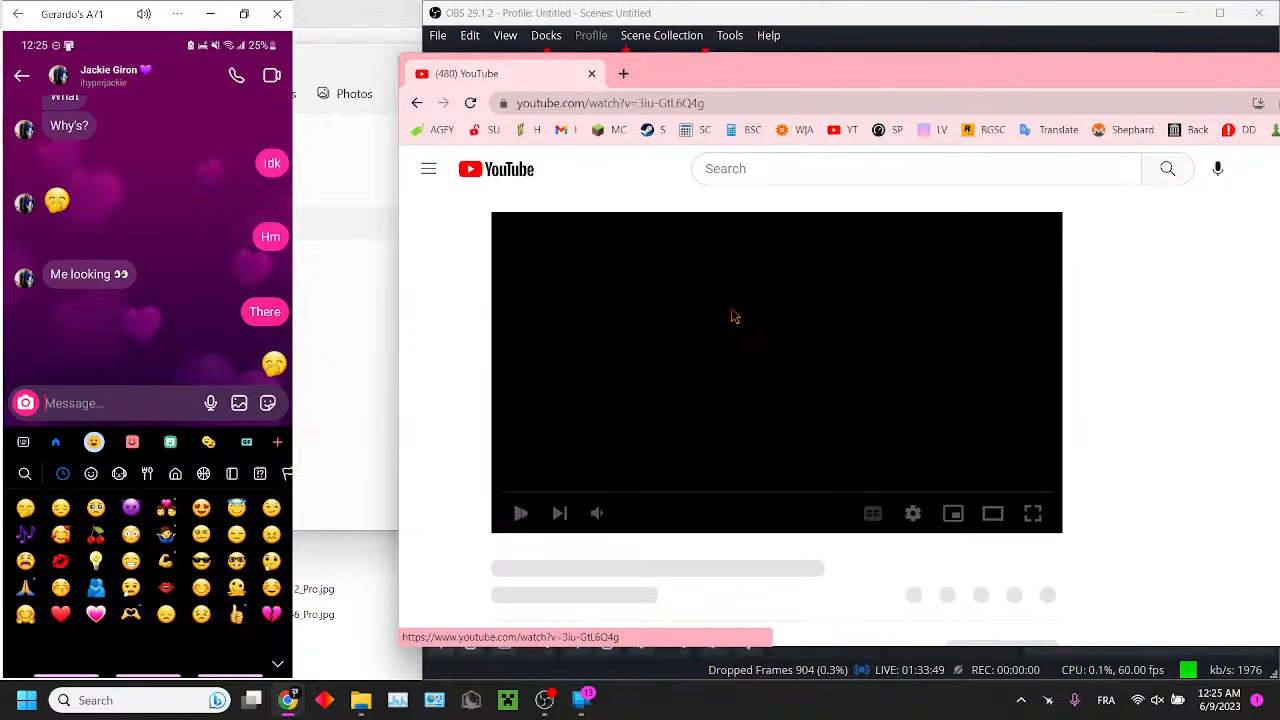 Gerardo's A71
12:25
25%
Jackie Giron 💜
ihyperjackie
What
Why's?
Idk
🤭
Hm
Me looking 👀
There
🤭
Message...
GIF
Photos
2_Pro.jpg
6_Pro.jpg
OBS 29.1.2 - Profile: Untitled - Scenes: Untitled
File Edit View Docks Profile Scene Collection Tools Help
(480) YouTube
youtube.com/watch?v=3iu-GtL6Q4g
AGFY SU H I MC S SC BSC WJA YT SP LV RGSC Translate Shephard Back DD
YouTube
Search
CC
https://www.youtube.com/watch?v=3iu-GtL6Q4g
Dropped Frames 904 (0.3%) LIVE: 01:33:49 REC: 00:00:00 CPU: 0.1%, 60.00 fps kb/s: 1976
Search
13
12:25 AM
6/9/2023
1